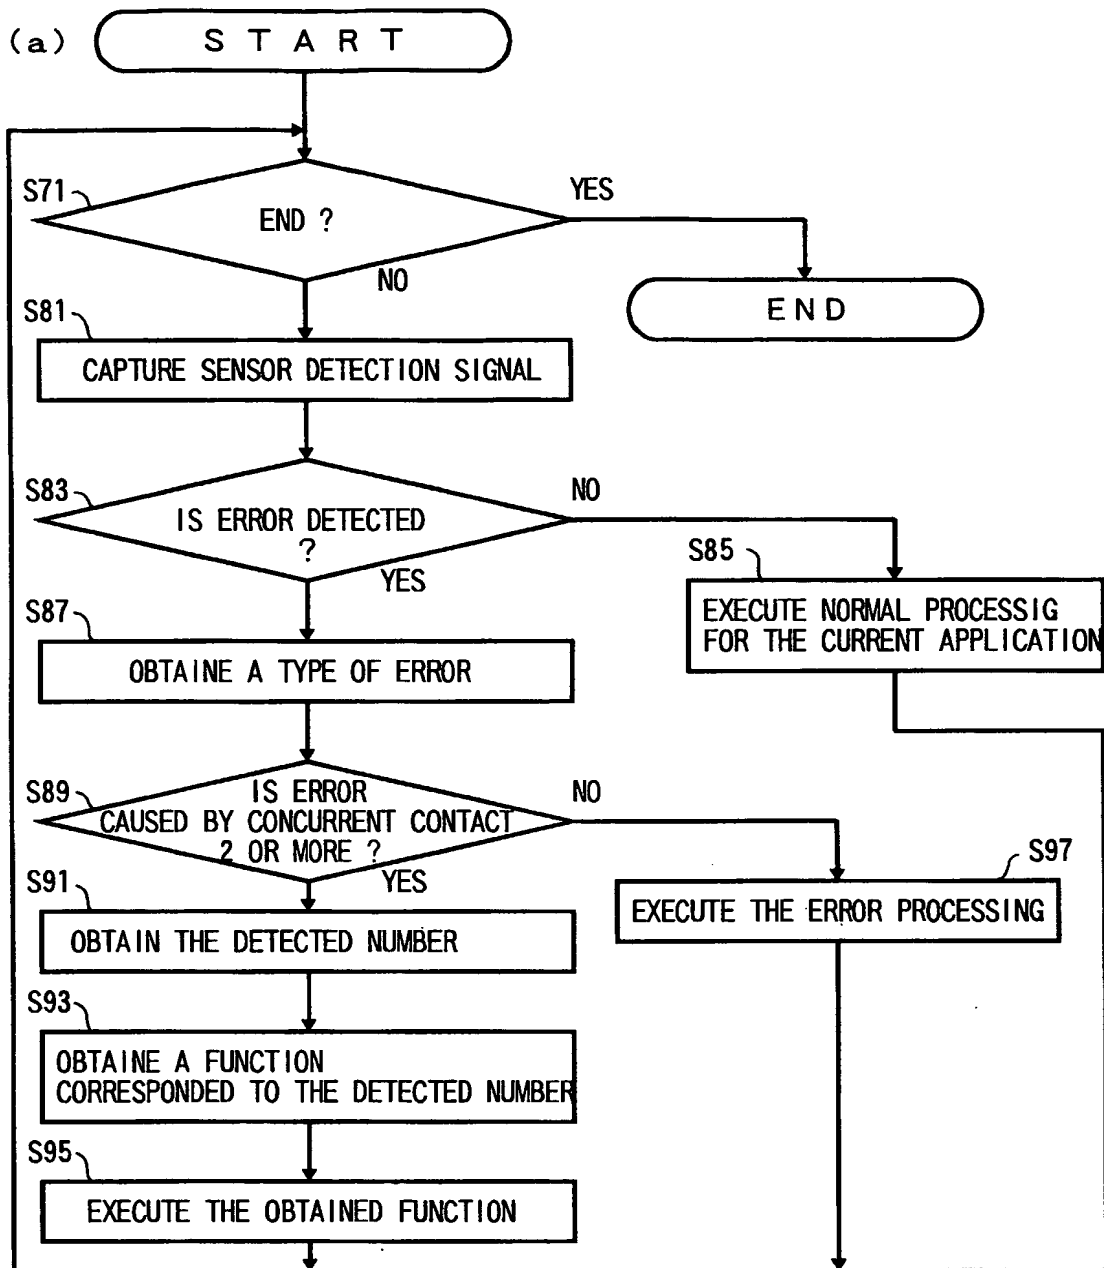 (a)
START
S71
END ?
YES
NO
END
S81
CAPTURE SENSOR DETECTION SIGNAL
S83
IS ERROR DETECTED
?
NO
YES
S85
EXECUTE NORMAL PROCESSIG
FOR THE CURRENT APPLICATION
S87
OBTAINE A TYPE OF ERROR
S89
IS ERROR
CAUSED BY CONCURRENT CONTACT
2 OR MORE ?
NO
YES
S97
EXECUTE THE ERROR PROCESSING
S91
OBTAIN THE DETECTED NUMBER
S93
OBTAINE A FUNCTION
CORRESPONDED TO THE DETECTED NUMBER
S95
EXECUTE THE OBTAINED FUNCTION